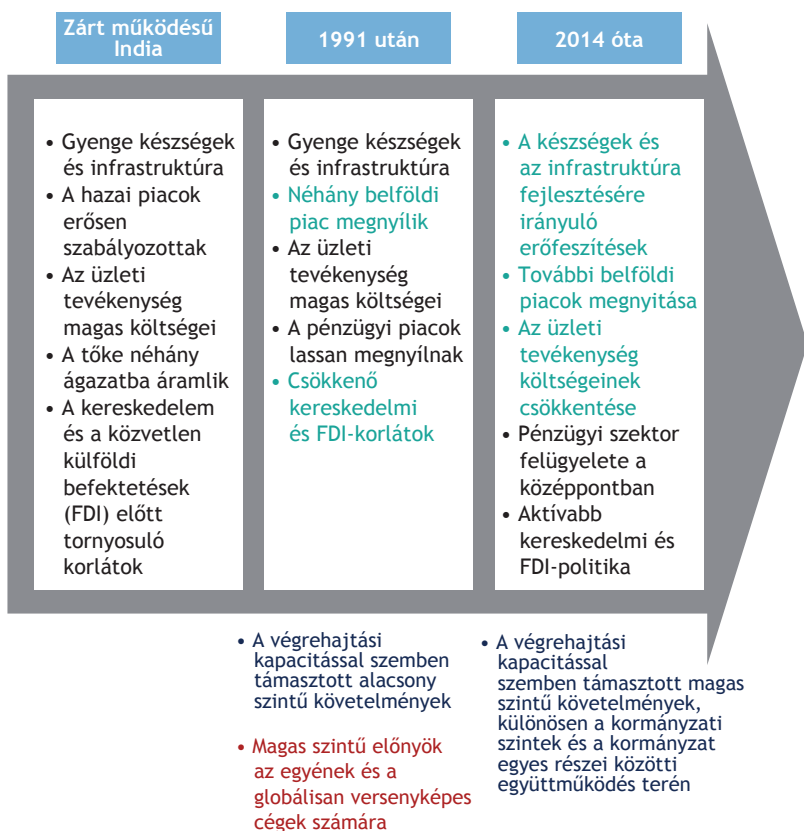 Zárt működésű
India
1991 után
2014 óta
• Gyenge készségek
és infrastruktúra
• A hazai piacok
erősen
szabályozottak
• Az üzleti
tevékenység
magas költségei
• A tőke néhány
ágazatba áramlik
• A kereskedelem
és a közvetlen
külföldi
befektetések
(FDI) előtt
tornyosuló
korlátok
• Gyenge készségek
és infrastruktúra
• Néhány belföldi
piac megnyílik
• Az üzleti
tevékenység
magas költségei
• A pénzügyi piacok
lassan megnyílnak
• Csökkenő
kereskedelmi
és FDI-korlátok
• A készségek és
az infrastruktúra
fejlesztésére
irányuló
erőfeszítések
• További belföldi
piacok megnyitása
• Az üzleti
tevékenység
költségeinek
csökkentése
• Pénzügyi szektor
felügyelete a
középpontban
• Aktívabb
kereskedelmi és
FDI-politika
• A végrehajtási
kapacitással szemben
támasztott alacsony
szintű követelmények
• Magas szintű előnyök
az egyének és a
globálisan versenyképes
cégek számára
• A végrehajtási
kapacitással
szemben támasztott magas
szintű követelmények,
különösen a kormányzati
szintek és a kormányzat
egyes részei közötti
együttműködés terén